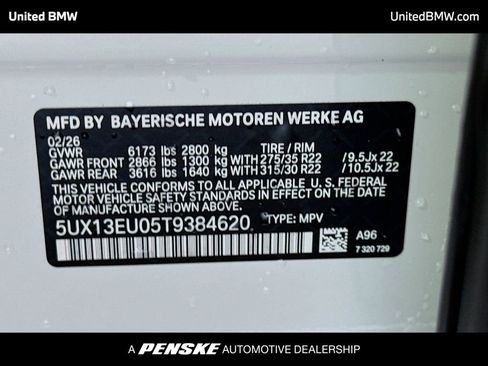 United BMW UnitedBMW.com
MFD BY BAYERISCHE MOTOREN WERKE AG
02/26
GVWR 6173 lbs 2800 kg TIRE / RIM
GAWR FRONT 2866 lbs 1300 kg WITH 275/35 R22 /9.5Jx 22
GAWR REAR 3616 lbs 1640 kg WITH 315/30 R22 /10.5Jx 22
THIS VEHICLE CONFORMS TO ALL APPLICABLE U. S. FEDERAL
MOTOR VEHICLE SAFETY STANDARDS IN EFFECT ON THE DATE
OF MANUFACTURE SHOWN ABOVE.
5UX13EU05T9384620 TYPE: MPV
A96
7 320 729
A PENSKE AUTOMOTIVE DEALERSHIP